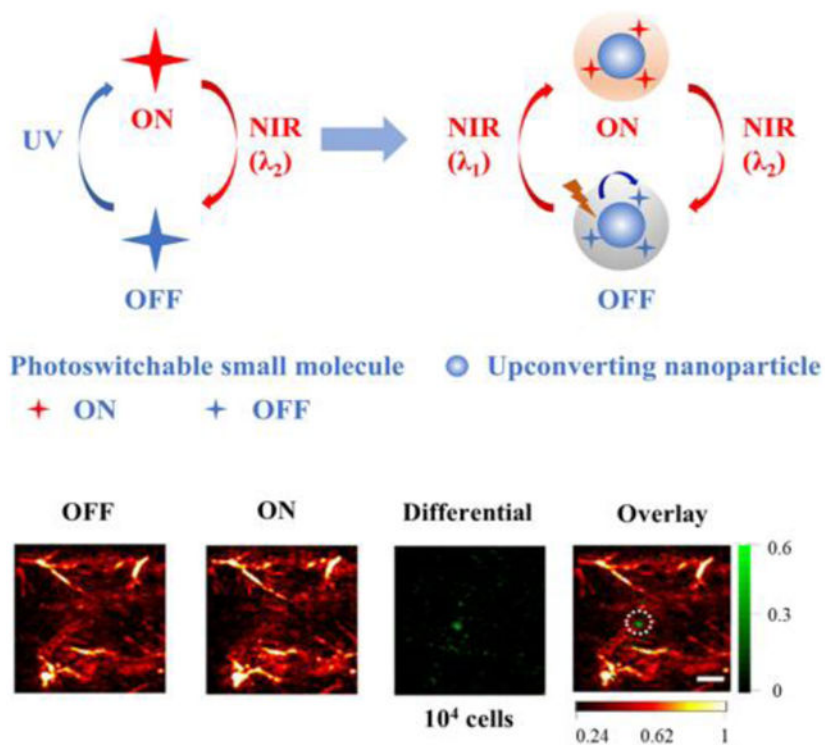 ON
UV
NIR
(λ₂)
OFF
NIR
(λ₁)
ON
NIR
(λ₂)
OFF
Photoswitchable small molecule
Upconverting nanoparticle
ON
OFF
OFF
ON
Differential
Overlay
0.6
0.3
0
10⁴ cells
0.24 0.62 1